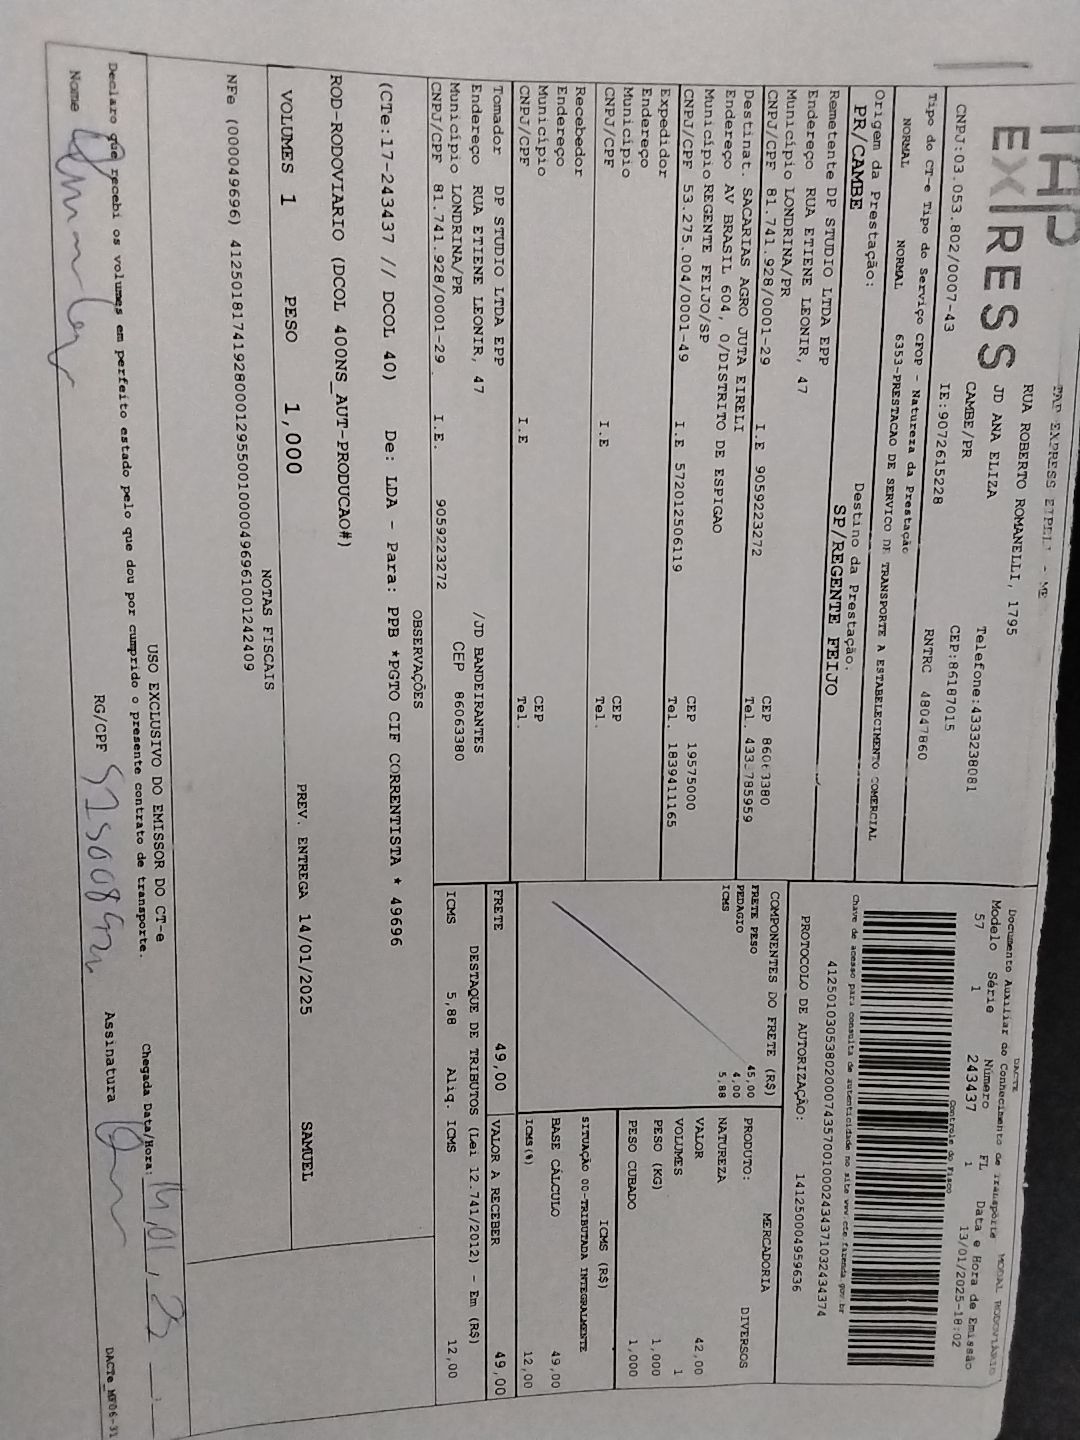 TAP EXPRESS
TAP EXPRESS EIRELI - ME
RUA ROBERTO ROMANELLI, 1795
JD ANA ELIZA
CAMBE/PR
Telefone:4333238081
CEP:86187015
CNPJ:03.053.802/0007-43 IE:9072615228 RNTRC 48047860
Tipo do CT-e Tipo do Serviço CFOP - Natureza da Prestação
NORMAL NORMAL 6353-PRESTACAO DE SERVICO DE TRANSPORTE A ESTABELECIMENTO COMERCIAL
Origem da Prestação: Destino da Prestação:
PR/CAMBE SP/REGENTE FEIJO
Remetente DP STUDIO LTDA EPP
Endereço RUA ETIENE LEONIR, 47
Município LONDRINA/PR CEP 86063380
CNPJ/CPF 81.741.928/0001-29 I.E 9059223272 Tel. 433 785959
Destinat. SACARIAS AGRO JUTA EIRELI
Endereço AV BRASIL 604, 0/DISTRITO DE ESPIGAO
Município REGENTE FEIJO/SP CEP 19575000
CNPJ/CPF 53.275.004/0001-49 I.E 572012506119 Tel. 1839411165
Expedidor
Endereço
Município CEP
CNPJ/CPF I.E Tel.
Recebedor
Endereço
Município CEP
CNPJ/CPF I.E Tel.
Tomador DP STUDIO LTDA EPP
Endereço RUA ETIENE LEONIR, 47 /JD BANDEIRANTES
Município LONDRINA/PR CEP 86063380
CNPJ/CPF 81.741.928/0001-29 I.E. 9059223272
DACTE
Documento Auxiliar do Conhecimento de Transporte MODAL RODOVIÁRIO
Modelo Série Número FL Data e Hora de Emissão
57 1 243437 1 13/01/2025-18:02
Controle do Fisco
Chave de acesso para consulta de autenticidade no site www.cte.fazenda.gov.br
41250103053802000743570010002434371032434374
PROTOCOLO DE AUTORIZAÇÃO: 141250004959636
COMPONENTES DO FRETE (R$)
FRETE PESO 45,00
PEDAGIO 4,00
ICMS 5,88
MERCADORIA
PRODUTO: DIVERSOS
NATUREZA
VALOR 42,00
VOLUMES 1
PESO (KG) 1,000
PESO CUBADO 1,000
ICMS (R$)
SITUAÇÃO 00-TRIBUTADA INTEGRALMENTE
BASE CÁLCULO 49,00
ICMS(%) 12,00
FRETE 49,00 VALOR A RECEBER 49,00
DESTAQUE DE TRIBUTOS (Lei 12.741/2012) - Em (R$)
ICMS 5,88 Aliq. ICMS 12,00
OBSERVAÇÕES
(CTe:17-243437 // DCOL 40) De: LDA - Para: PPB *PGTO CIF CORRENTISTA * 49696
ROD-RODOVIARIO (DCOL 400NS_AUT-PRODUCAO#)
VOLUMES 1 PESO 1,000 PREV. ENTREGA 14/01/2025 SAMUEL
NOTAS FISCAIS
NFe (000049696) 41250181741928000129550010000496961001242409
USO EXCLUSIVO DO EMISSOR DO CT-e
Declaro que recebi os volumes em perfeito estado pelo que dou por cumprido o presente contrato de transporte. Chegada Data/Hora: 14,01,25
Nome RG/CPF Assinatura